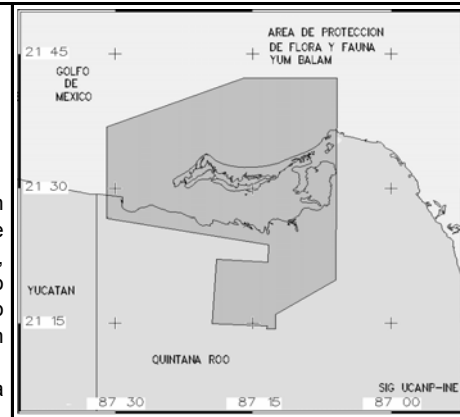 AREA DE PROTECCION
DE FLORA Y FAUNA
YUM BALAM
21 45
GOLFO
DE
MEXICO
21 30
YUCATAN
21 15
QUINTANA ROO
SIG UCANP-INE
87 30
87 15
87 00
n
e
,
o
o
n
a